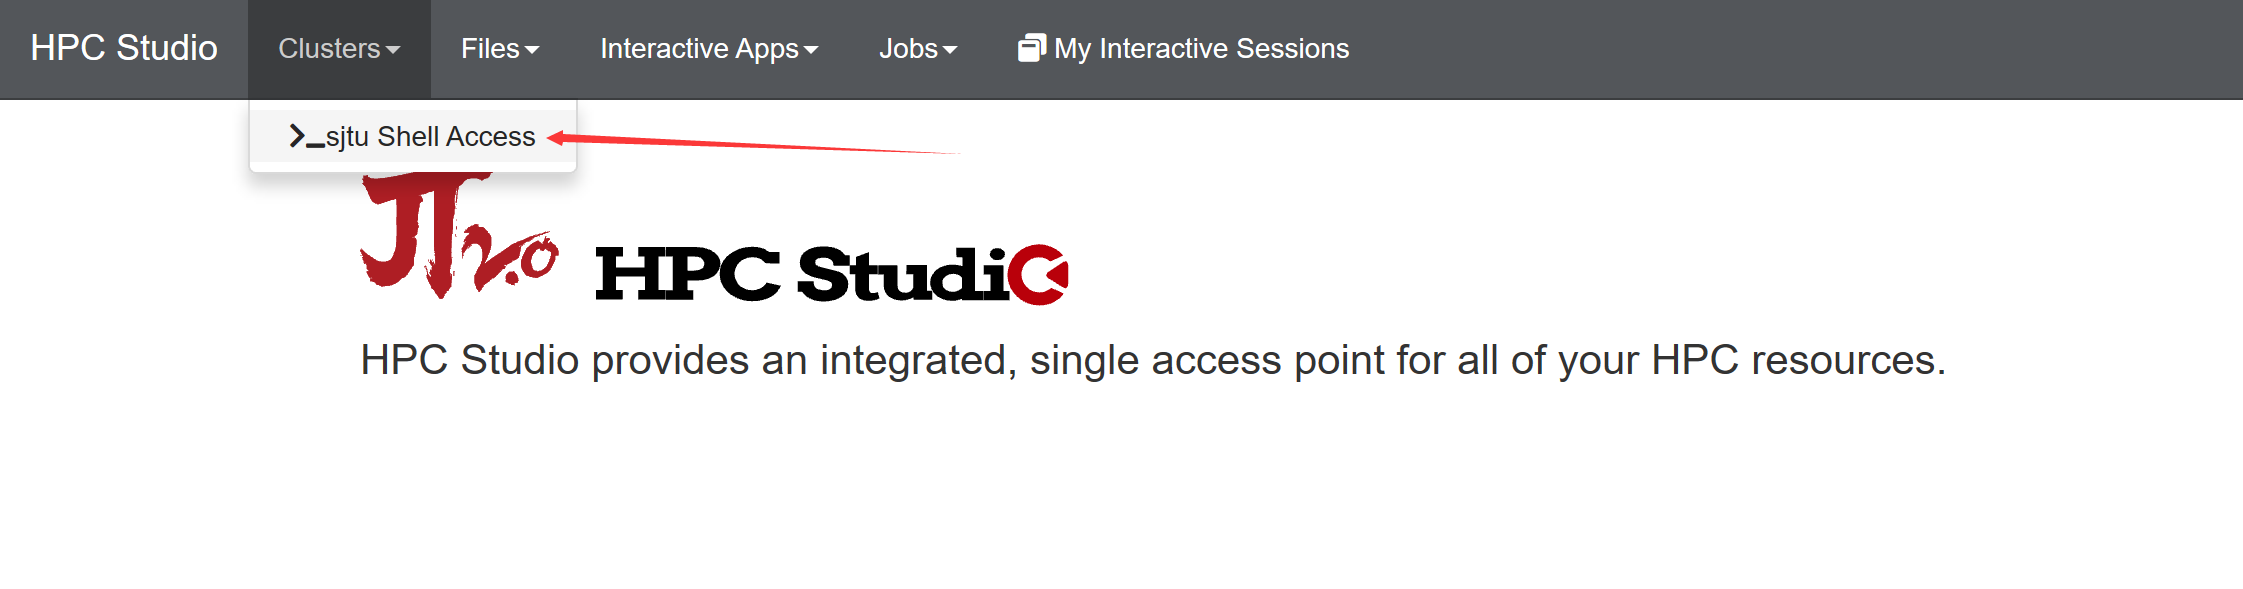 HPC Studio Clusters Files Interactive Apps Jobs My Interactive Sessions
sjtu Shell Access
π2.0
HPC Studio
HPC Studio provides an integrated, single access point for all of your HPC resources.